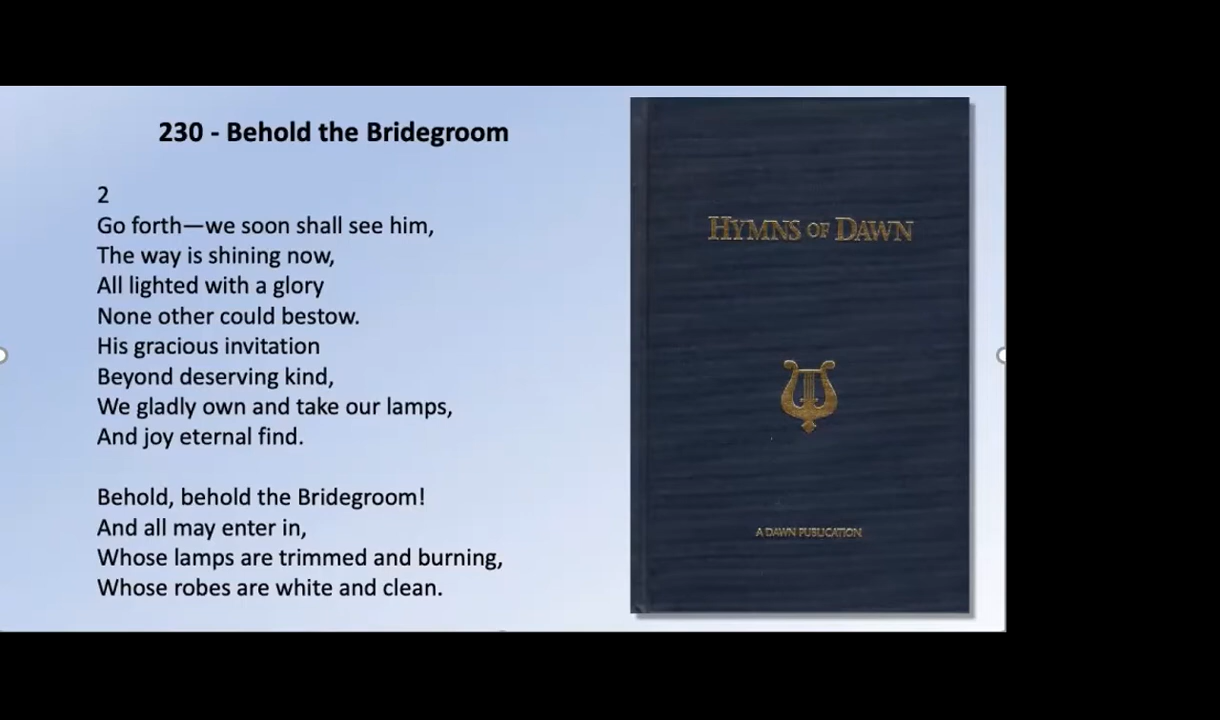 230 - Behold the Bridegroom
2
Go forth—we soon shall see him,
The way is shining now,
All lighted with a glory
None other could bestow.
His gracious invitation
Beyond deserving kind,
We gladly own and take our lamps,
And joy eternal find.
Behold, behold the Bridegroom!
And all may enter in,
Whose lamps are trimmed and burning,
Whose robes are white and clean.
HYMNS OF DAWN
A DAWN PUBLICATION